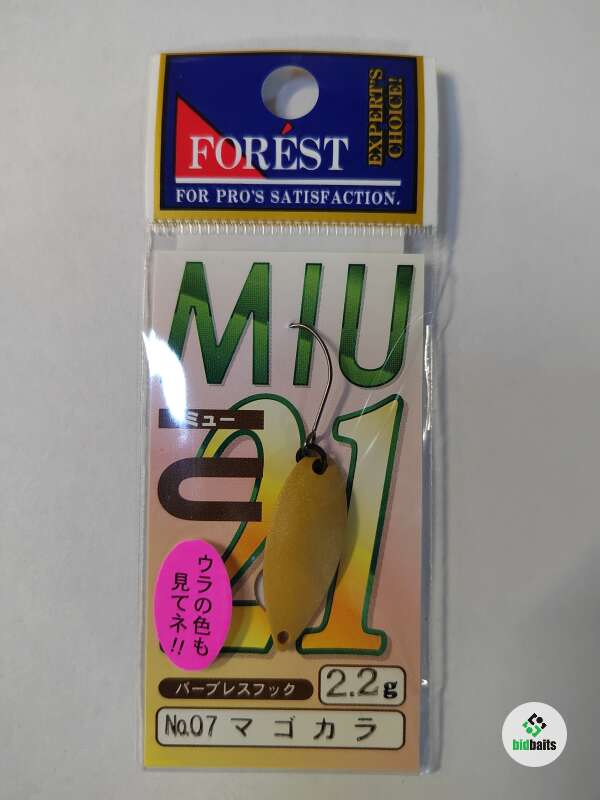 EXPERT'S
CHOICE!
FORÉST
FOR PRO'S SATISFACTION.
MIU
ミュー
21
ウラの色も
見てネ!!
バーブレスフック
2.2g
No.07 マゴカラ
bidbaits